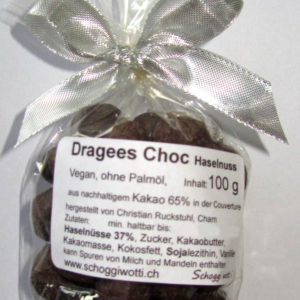 Dragees Choc Haselnuss
Vegan, ohne Palmöl, Inhalt: 100 g
aus nachhaltigem Kakao 65% in der Couverture
hergestellt von Christian Ruckstuhl, Cham
Zutaten: min. haltbar bis:
Haselnüsse 37%, Zucker, Kakaobutter,
Kakaomasse, Kokosfett, Sojalezithin, Vanille
kann Spuren von Milch und Mandeln enthalten
www.schoggiwotti.ch Schoggi